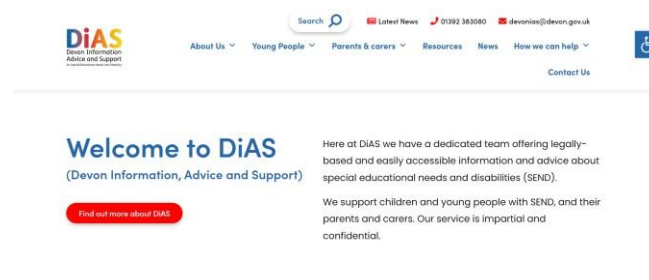 Search
Latest News
01392 383080
devonias@devon.gov.uk
DiAS
Devon Information
Advice and Support
About Us
Young People
Parents & carers
Resources
News
How we can help
Contact Us
Welcome to DiAS
(Devon Information, Advice and Support)
Find out more about DiAS
Here at DiAS we have a dedicated team offering legally-
based and easily accessible information and advice about
special educational needs and disabilities (SEND).
We support children and young people with SEND, and their
parents and carers. Our service is impartial and
confidential.